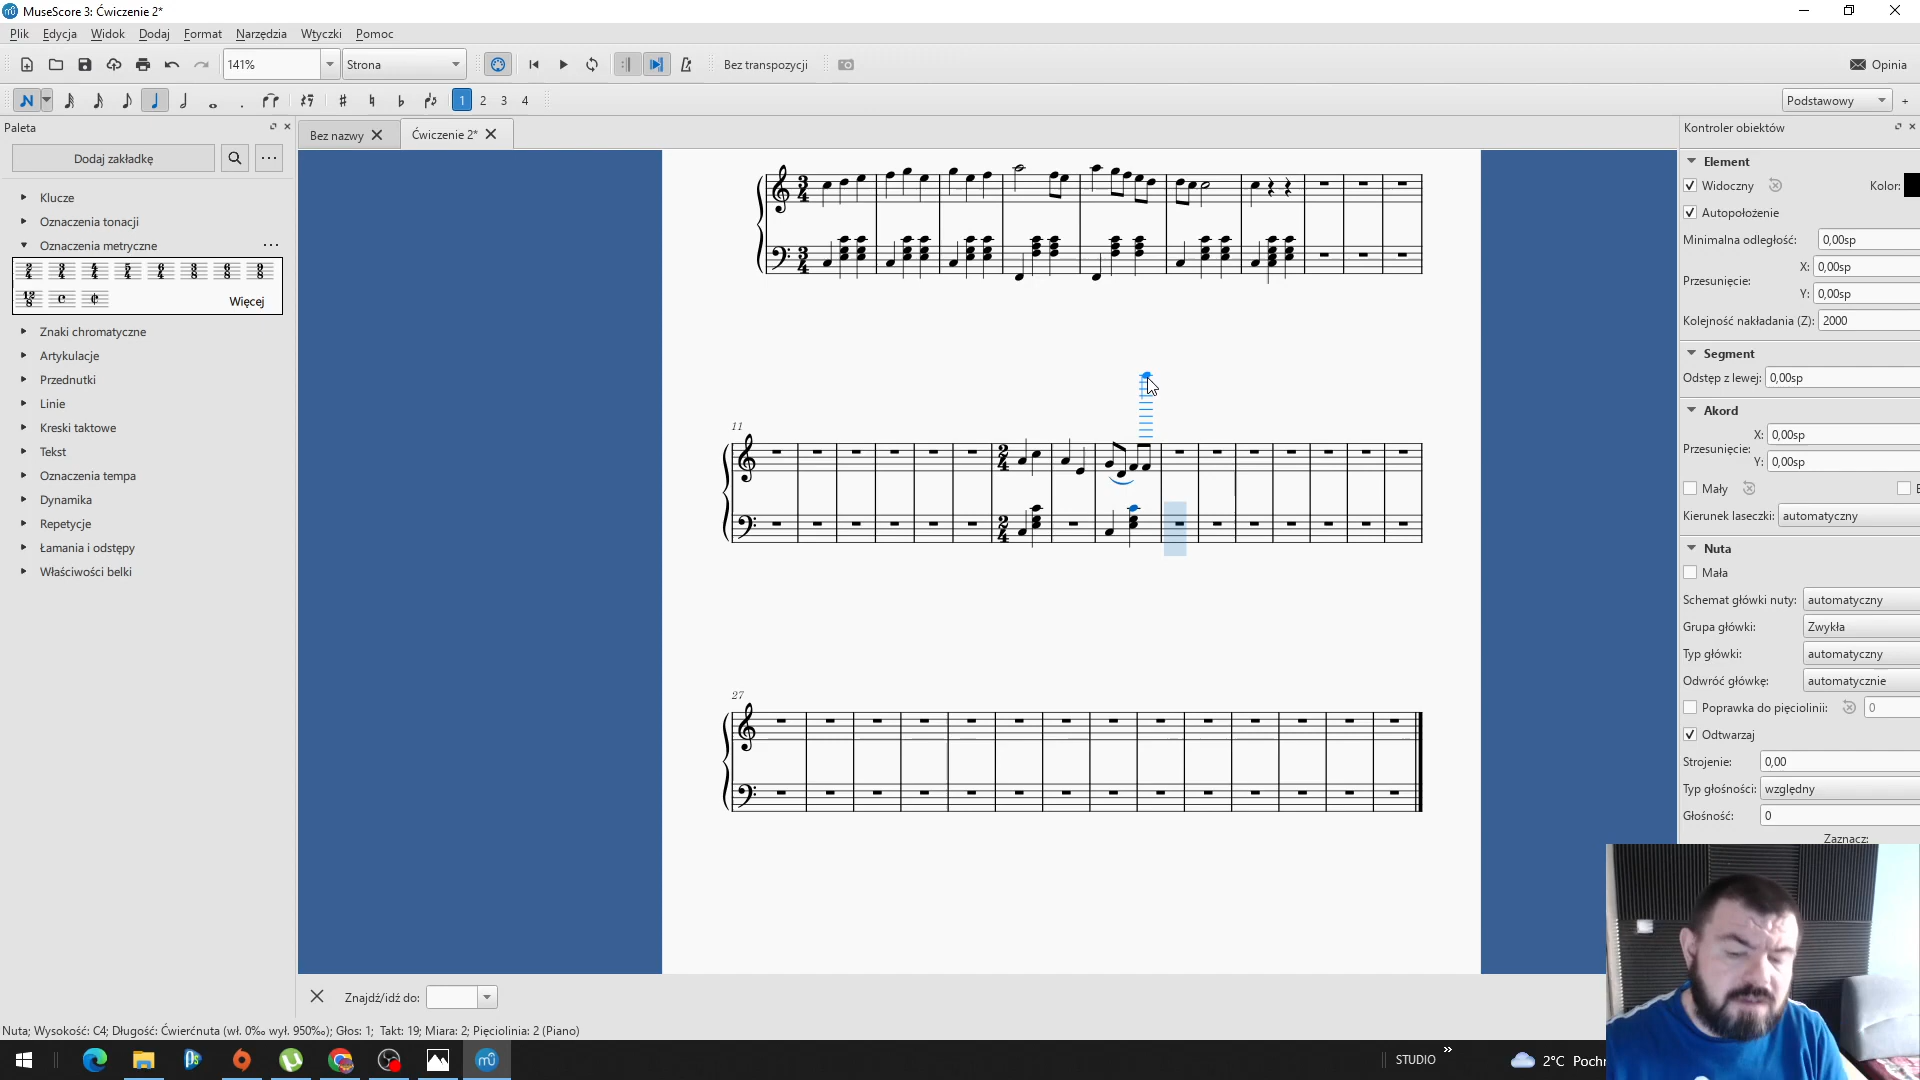 MuseScore 3: Ćwiczenie 2*
Plik Edycja Widok Dodaj Format Narzędzia Wtyczki Pomoc
141% Strona Bez transpozycji Opinia
1 2 3 4 Podstawowy +
Paleta Bez nazwy Ćwiczenie 2* Kontroler obiektów
Dodaj zakładkę
Klucze
Oznaczenia tonacji
Oznaczenia metryczne
Więcej
Znaki chromatyczne
Artykulacje
Przednutki
Linie
Kreski taktowe
Tekst
Oznaczenia tempa
Dynamika
Repetycje
Łamania i odstępy
Właściwości belki
11
27
Element
Widoczny Kolor:
Autopołożenie
Minimalna odległość: 0,00sp
X: 0,00sp
Przesunięcie:
Y: 0,00sp
Kolejność nakładania (Z): 2000
Segment
Odstęp z lewej: 0,00sp
Akord
X: 0,00sp
Przesunięcie:
Y: 0,00sp
Mały
Kierunek laseczki: automatyczny
Nuta
Mała
Schemat główki nuty: automatyczny
Grupa główki: Zwykła
Typ główki: automatyczny
Odwróć główkę: automatycznie
Poprawka do pięciolinii: 0
Odtwarzaj
Strojenie: 0,00
Typ głośności: względny
Głośność: 0
Zaznacz:
Znajdź/idź do:
Nuta; Wysokość: C4; Długość: Ćwierćnuta (wł. 0‰ wył. 950‰); Głos: 1; Takt: 19; Miara: 2; Pięciolinia: 2 (Piano)
STUDIO 2°C